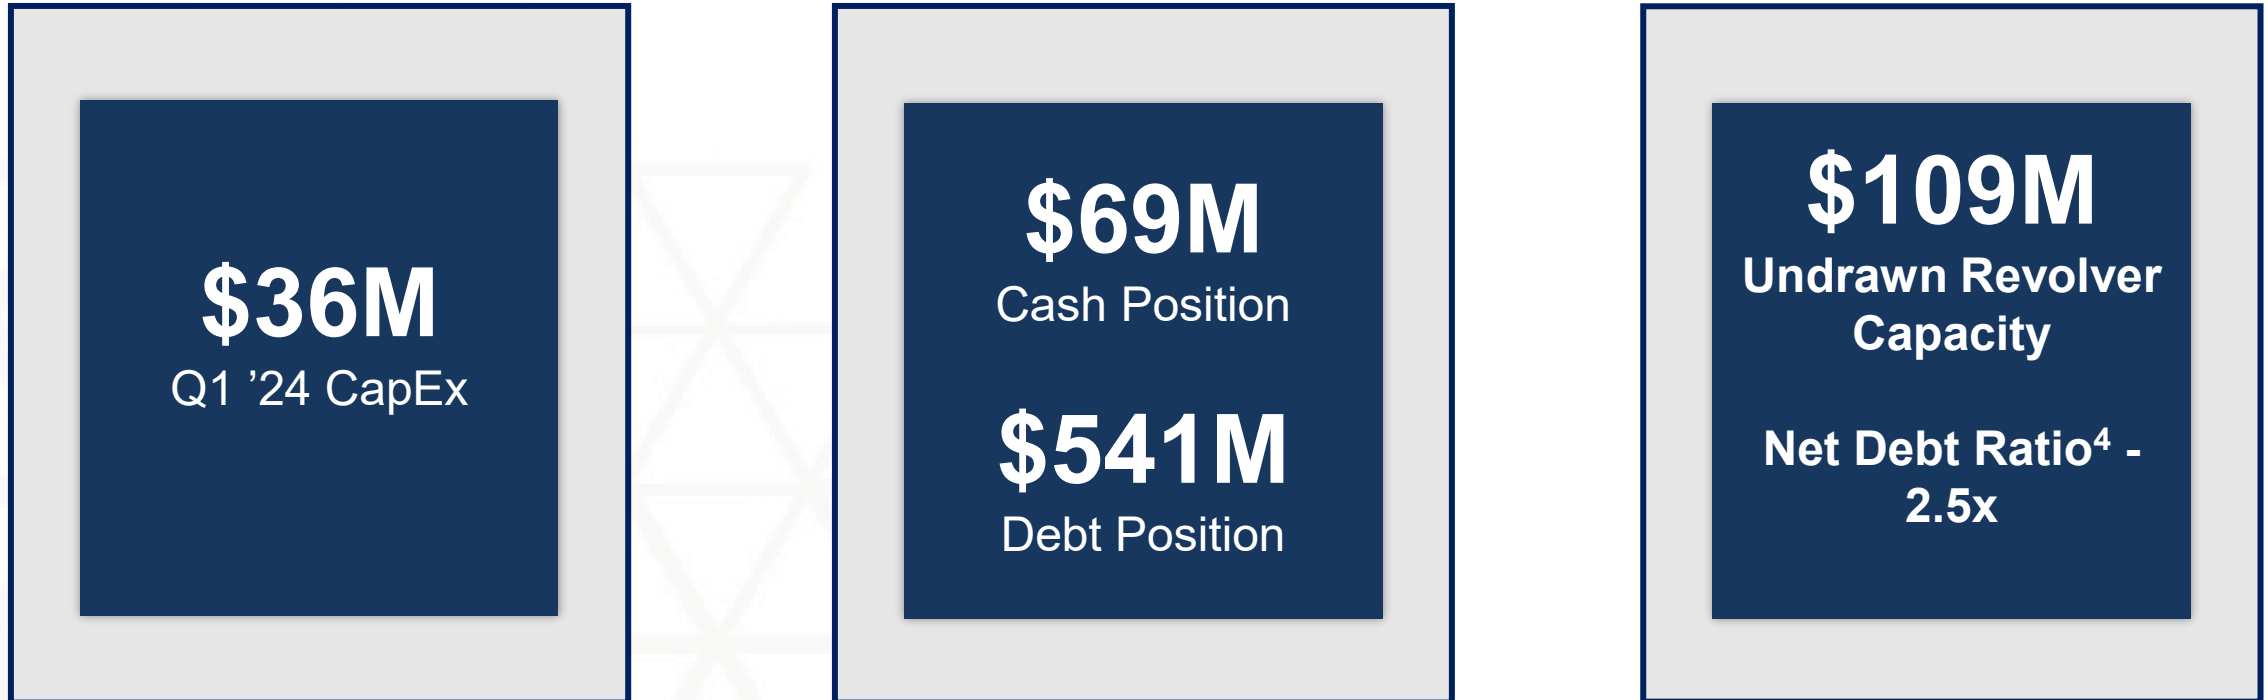 $36M
Q1 ’24 CapEx
$69M
Cash Position
$541M
Debt Position
$109M
Undrawn Revolver
Capacity
Net Debt Ratio⁴ -
2.5x